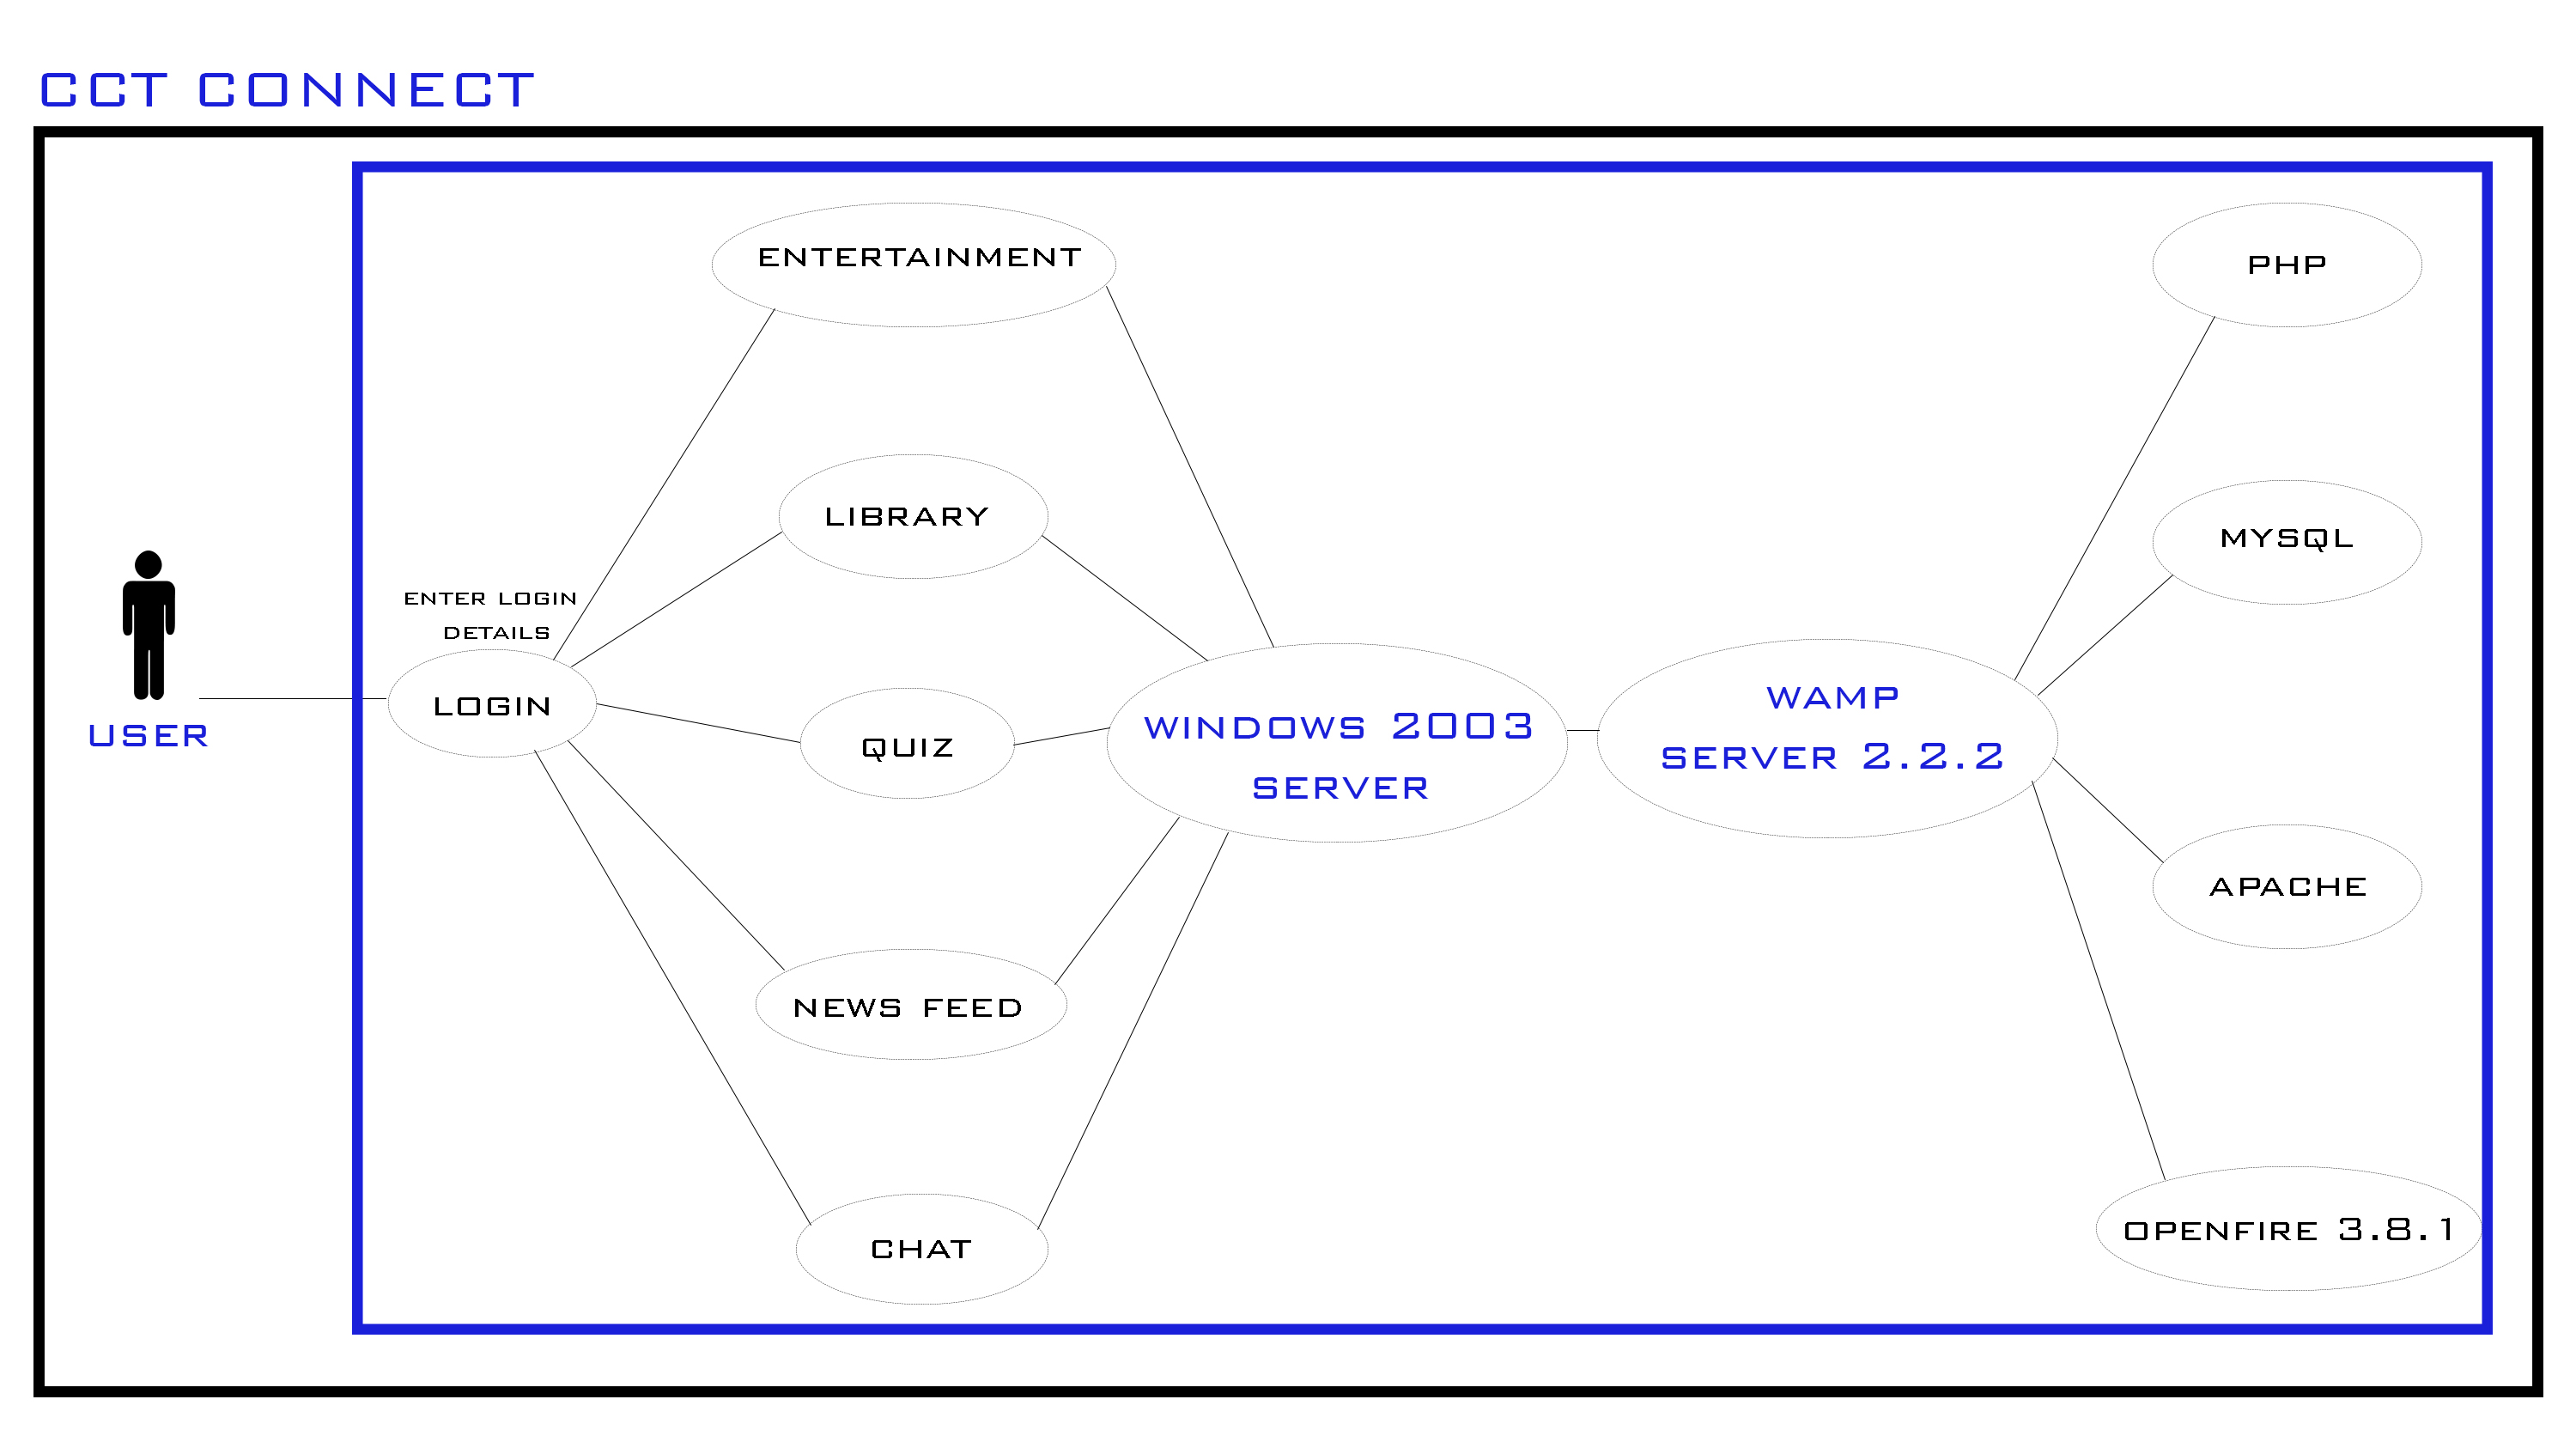 CCT CONNECT
ENTERTAINMENT
PHP
LIBRARY
MYSQL
ENTER LOGIN
DETAILS
USER
LOGIN
QUIZ
WINDOWS 2003
SERVER
WAMP
SERVER 2.2.2
APACHE
NEWS FEED
CHAT
OPENFIRE 3.8.1